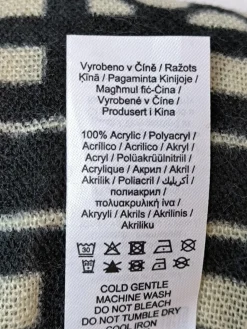 Vyrobeno v Číně / Ražots
Ķīnā / Pagaminta Kinijoje /
Magħmul fiċ-Ċina /
Vyrobené v Číne /
Produsert i Kina
100% Acrylic / Polyacryl /
Acrílico / Acrilico / Akryl /
Acryl / Polüakrüülnitriil /
Acrylique / Акрил / Akril /
Akrilik / Poliacril / أكريليك /
полиакрил /
πολυακρυλική ίνα /
Akryyli / Akrils / Akrilinis /
Akriliku
30
COLD GENTLE
MACHINE WASH
DO NOT BLEACH
DO NOT TUMBLE DRY
COOL IRON